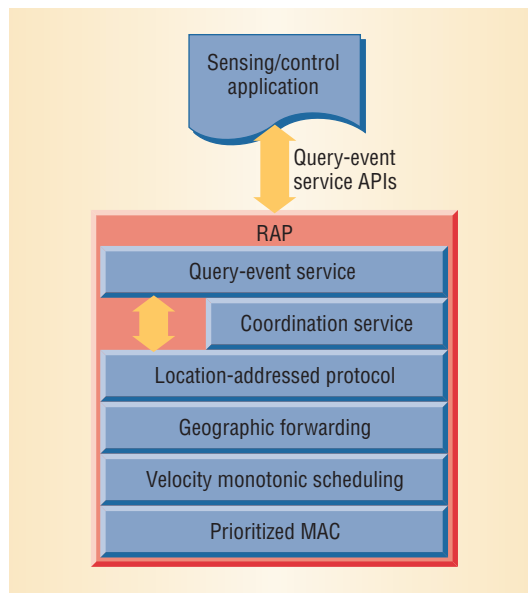 Sensing/control
application
Query-event
service APIs
RAP
Query-event service
Coordination service
Location-addressed protocol
Geographic forwarding
Velocity monotonic scheduling
Prioritized MAC